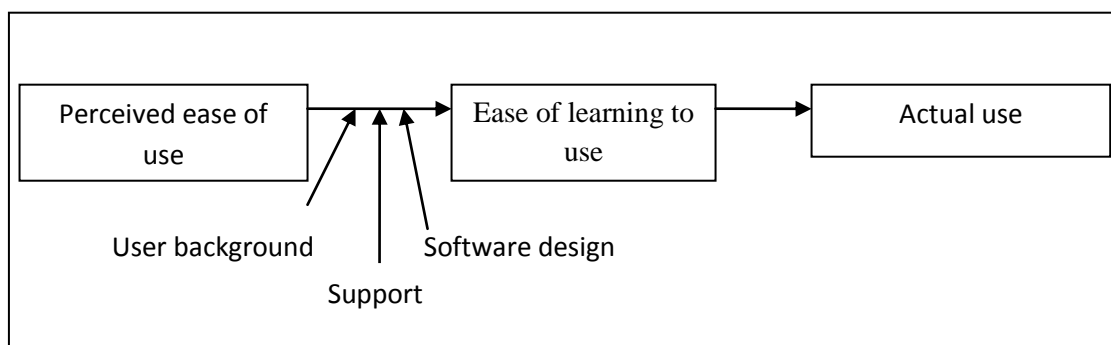 Perceived ease of
use
Ease of learning to
use
Actual use
User background
Software design
Support